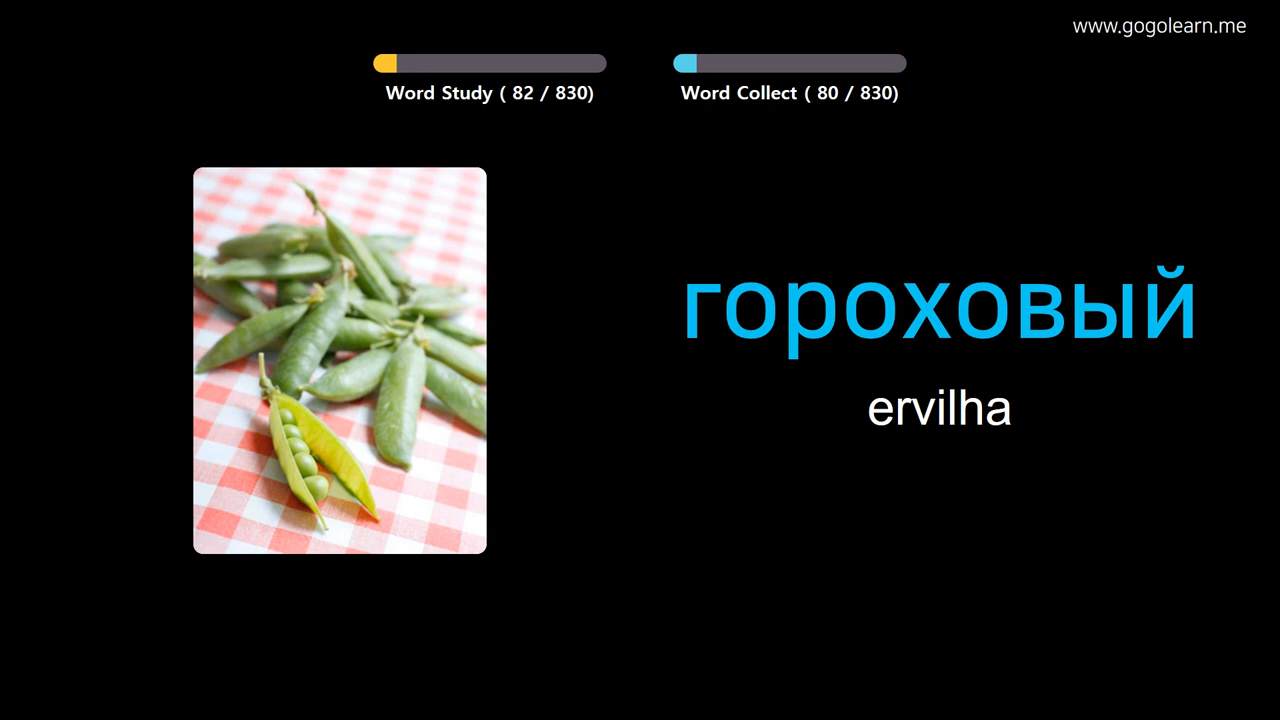 www.gogolearn.me
Word Study ( 82 / 830)
Word Collect ( 80 / 830)
гороховый
ervilha